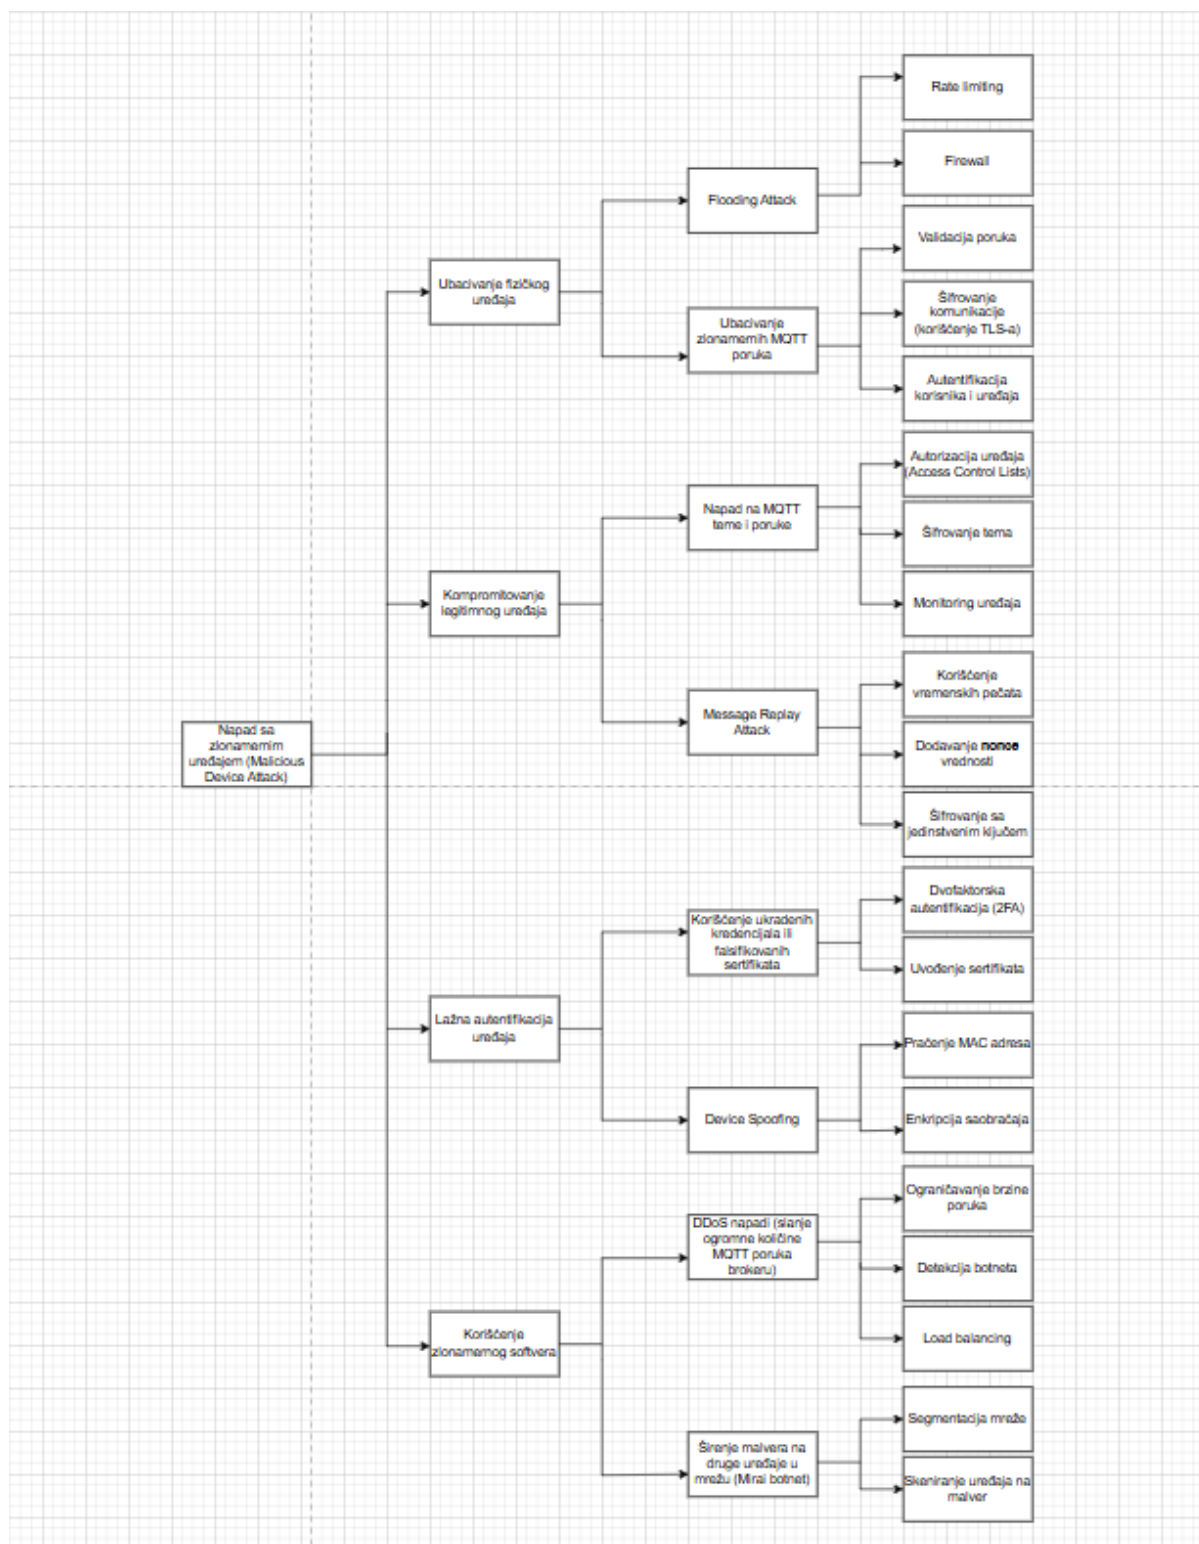 Napad sa
zlonamernim
uređajem (Malicious
Device Attack)
Ubacivanje fizičkog
uređaja
Flooding Attack
Rate limiting
Firewall
Ubacivanje
zlonamernih MQTT
poruka
Validacija poruka
Šifrovanje
komunikacije
(korišćenje TLS-a)
Autentifikacija
korisnika i uređaja
Kompromitovanje
legitimnog uređaja
Napad na MQTT
teme i poruke
Autorizacija uređaja
(Access Control Lists)
Šifrovanje tema
Monitoring uređaja
Message Replay
Attack
Korišćenje
vremenskih pečata
Dodavanje nonce
vrednosti
Šifrovanje sa
jedinstvenim ključem
Lažna autentifikacija
uređaja
Korišćenje ukradenih
kredencijala ili
falsifikovanih
sertifikata
Dvofaktorska
autentifikacija (2FA)
Uvođenje sertifikata
Device Spoofing
Praćenje MAC adresa
Enkripcija saobraćaja
Korišćenje
zlonamernog softvera
DDoS napadi (slanje
ogromne količine
MQTT poruka
brokeru)
Ograničavanje brzine
poruka
Detekcija botneta
Load balancing
Širenje malvera na
druge uređaje u
mrežu (Mirai botnet)
Segmentacija mreže
Skeniranje uređaja na
malver